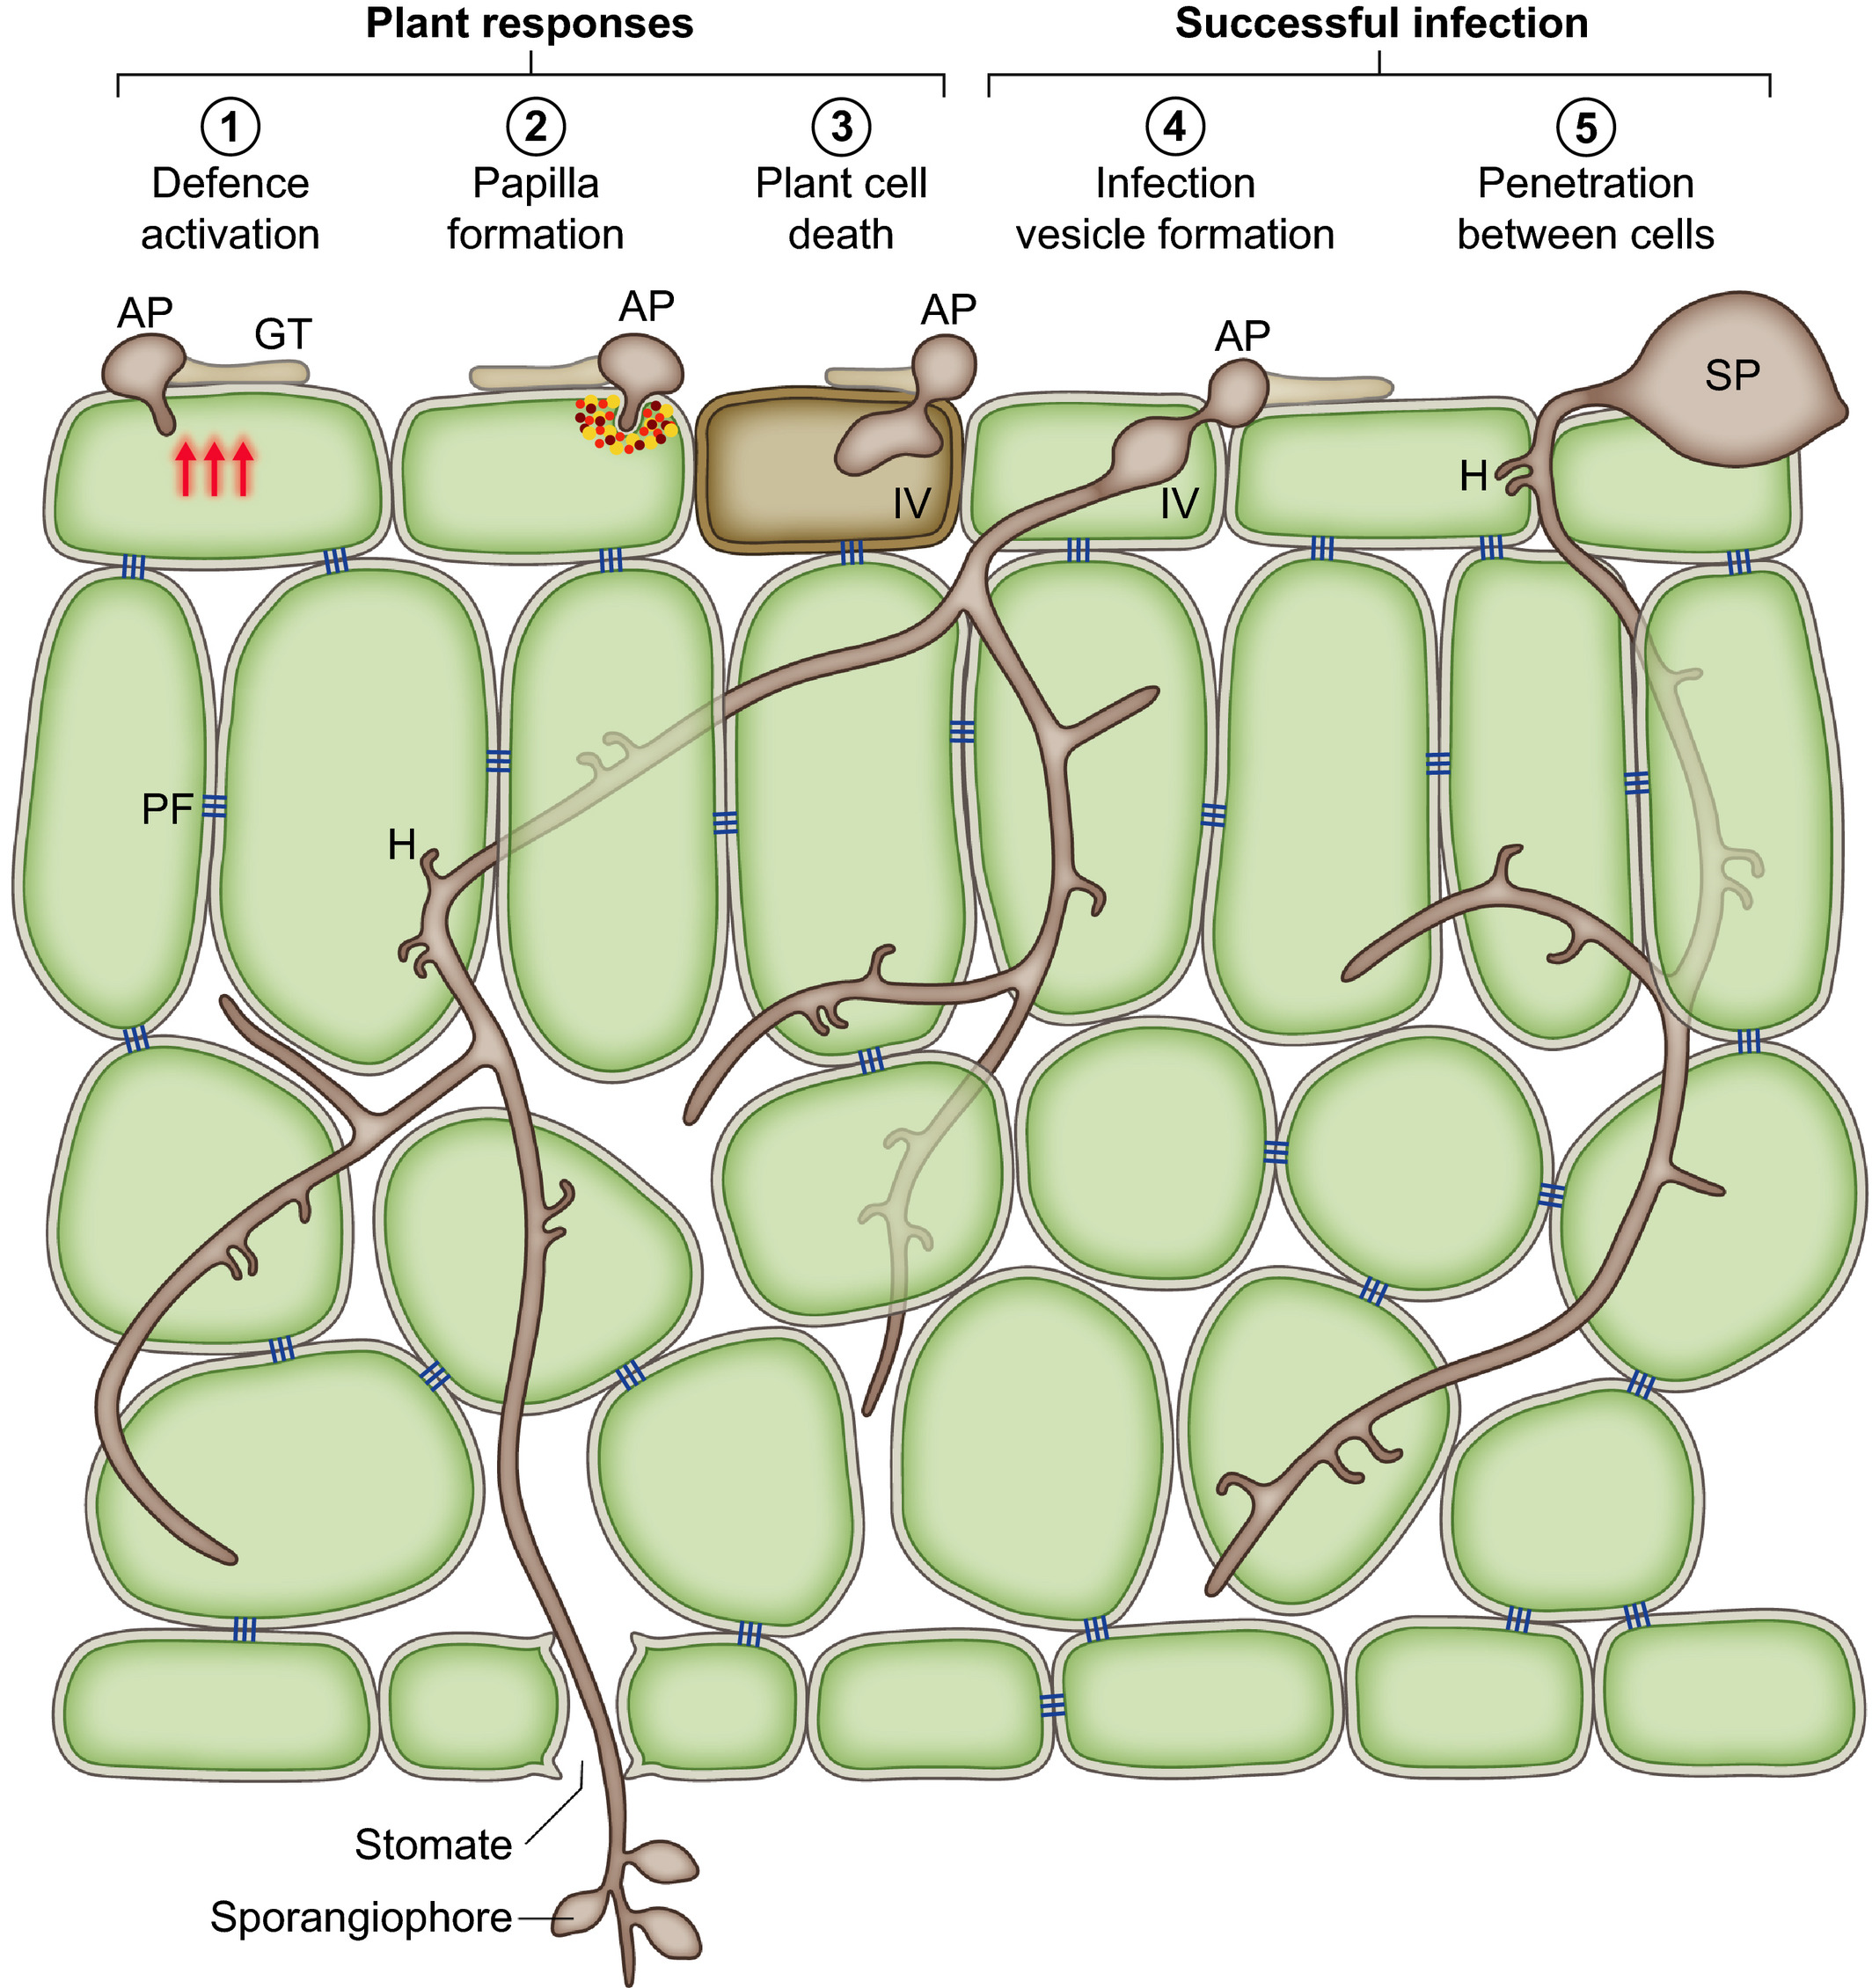 Plant responses
Successful infection
1
2
3
4
5
Defence
activation
Papilla
formation
Plant cell
death
Infection
vesicle formation
Penetration
between cells
AP
GT
AP
AP
AP
SP
IV
IV
H
PF
H
Stomate
Sporangiophore